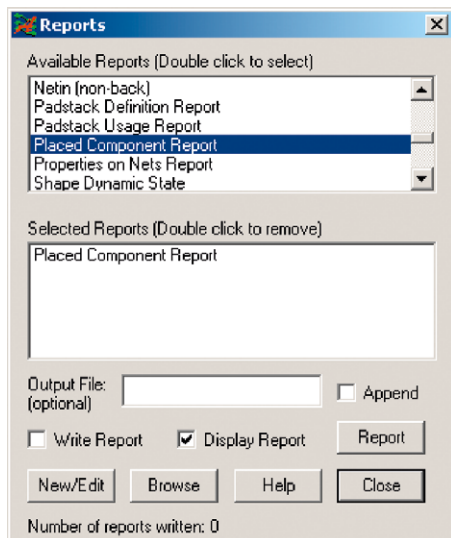 Reports
Available Reports (Double click to select)
Netin (non-back)
Padstack Definition Report
Padstack Usage Report
Placed Component Report
Properties on Nets Report
Shape Dynamic State
Selected Reports (Double click to remove)
Placed Component Report
Output File:
(optional)
Append
Write Report
Display Report
Report
New/Edit
Browse
Help
Close
Number of reports written: 0